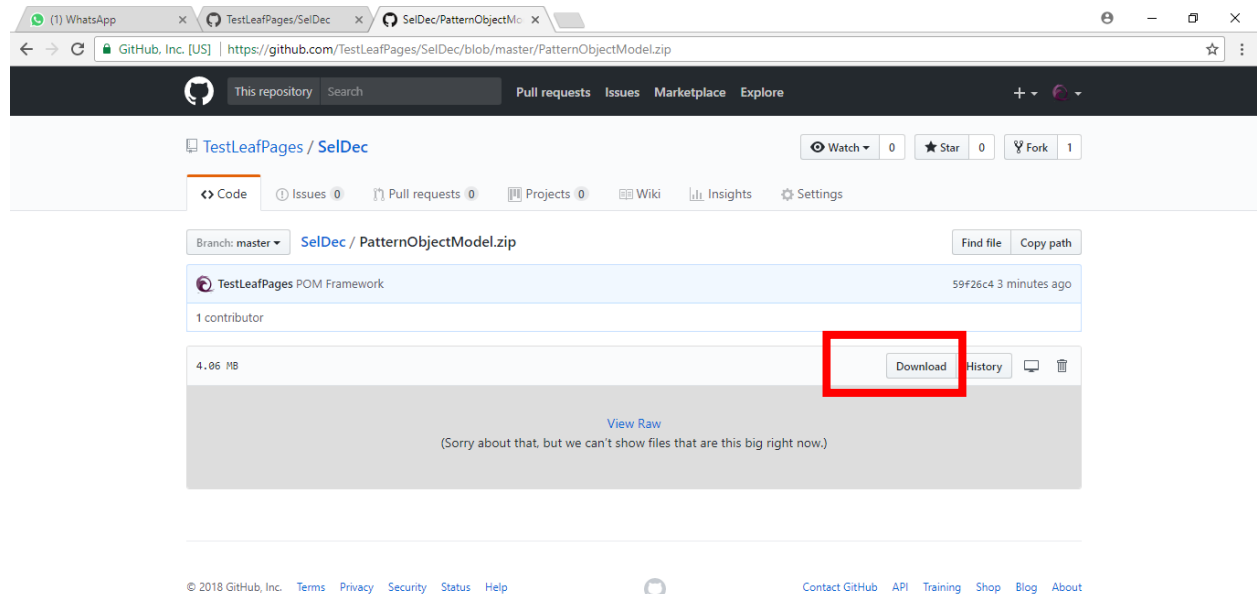 (1) WhatsApp
TestLeafPages/SelDec
SelDec/PatternObjectMo
GitHub, Inc. [US] | https://github.com/TestLeafPages/SelDec/blob/master/PatternObjectModel.zip
This repository Search Pull requests Issues Marketplace Explore
TestLeafPages / SelDec
Watch 0 Star 0 Fork 1
Code Issues 0 Pull requests 0 Projects 0 Wiki Insights Settings
Branch: master SelDec / PatternObjectModel.zip Find file Copy path
TestLeafPages POM Framework 59f26c4 3 minutes ago
1 contributor
4.06 MB Download History
View Raw
(Sorry about that, but we can't show files that are this big right now.)
© 2018 GitHub, Inc. Terms Privacy Security Status Help Contact GitHub API Training Shop Blog About